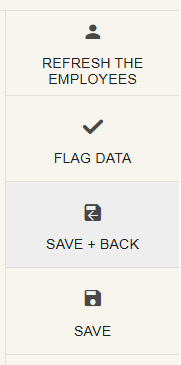 REFRESH THE
EMPLOYEES
FLAG DATA
SAVE + BACK
SAVE